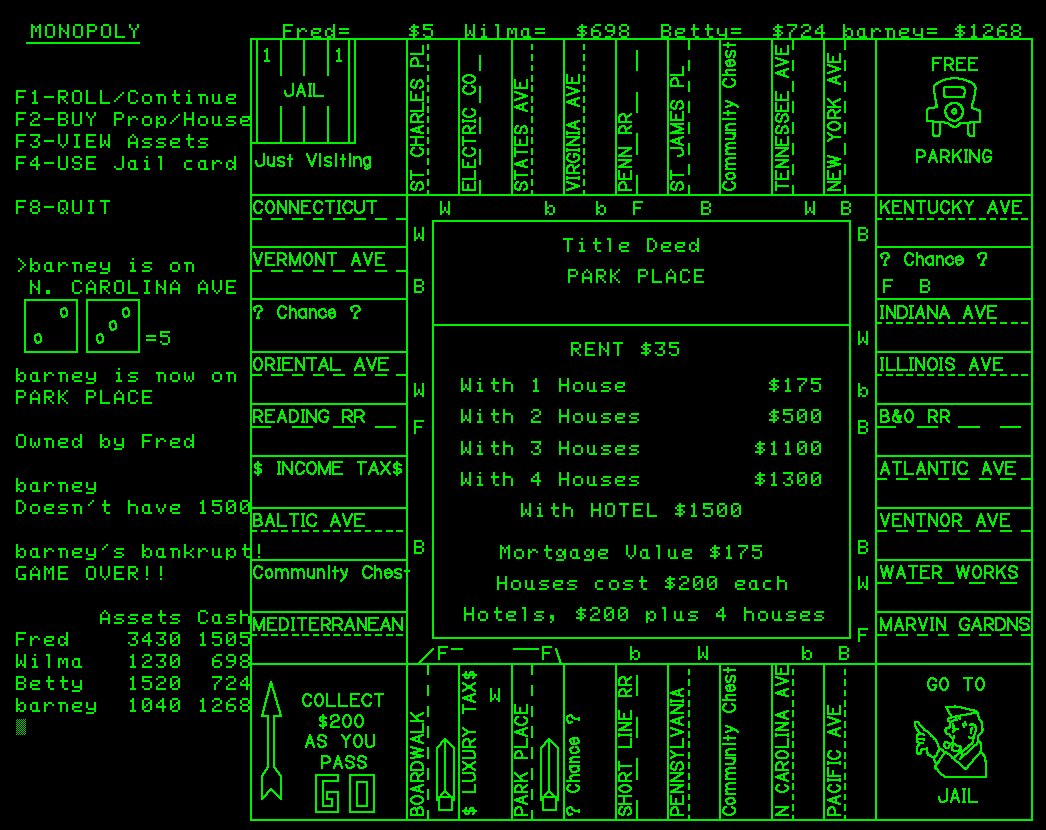 MONOPOLY
Fred= $5 Wilma= $698 Betty= $724 barney= $1268
F1-ROLL/Continue
F2-BUY Prop/House
F3-VIEW Assets
F4-USE Jail card
F8-QUIT
>barney is on
N. CAROLINA AVE
=5
barney is now on
PARK PLACE
Owned by Fred
barney
Doesn't have 1500
barney's bankrupt!
GAME OVER!!
Assets Cash
Fred 3430 1505
Wilma 1230 698
Betty 1520 724
barney 1040 1268
1 1
JAIL
Just Visiting
ST CHARLES PL
ELECTRIC CO
STATES AVE
VIRGINIA AVE
PENN RR
ST JAMES PL
Community Chest
TENNESSEE AVE
NEW YORK AVE
FREE
PARKING
W b b F B W B
CONNECTICUT
W
VERMONT AVE
B
? Chance ?
ORIENTAL AVE
W
READING RR
F
$ INCOME TAX$
BALTIC AVE
B
Community Chest
MEDITERRANEAN
Title Deed
PARK PLACE
RENT $35
With 1 House $175
With 2 Houses $500
With 3 Houses $1100
With 4 Houses $1300
With HOTEL $1500
Mortgage Value $175
Houses cost $200 each
Hotels, $200 plus 4 houses
KENTUCKY AVE
B
? Chance ?
F B
INDIANA AVE
W
ILLINOIS AVE
b
B&O RR
B
ATLANTIC AVE
VENTNOR AVE
B
WATER WORKS
W
MARVIN GARDNS
F
F F b W b B
COLLECT
$200
AS YOU
PASS
GO
BOARDWALK
$ LUXURY TAX$
W
PARK PLACE
? Chance ?
SHORT LINE RR
PENNSYLVANIA
Community Chest
N CAROLINA AVE
PACIFIC AVE
GO TO
JAIL